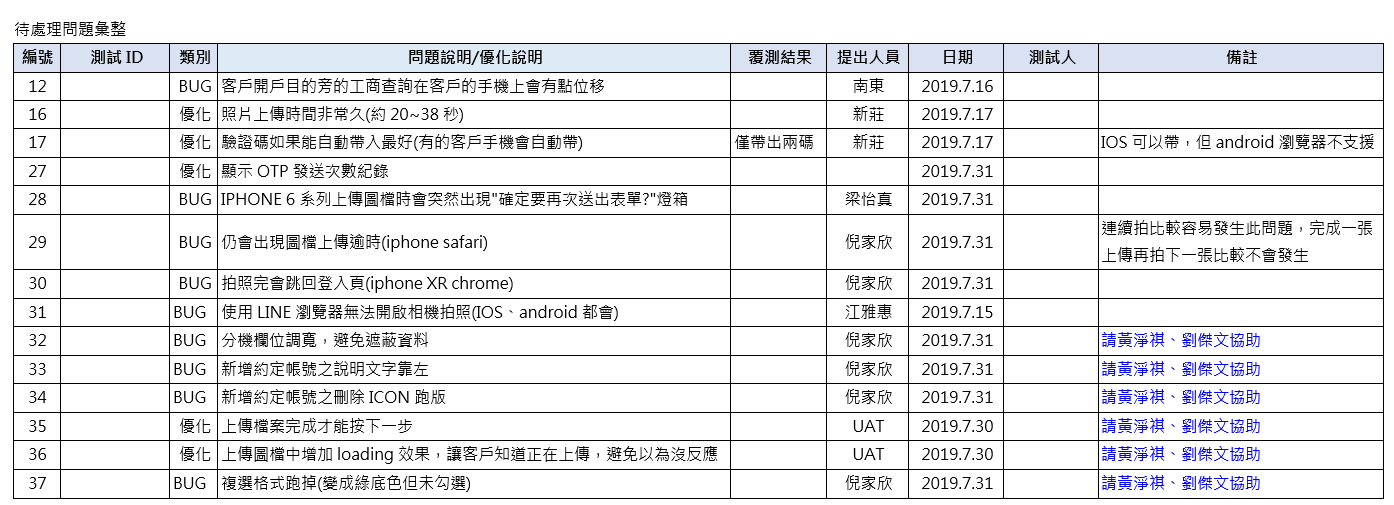 待處理問題彙整
編號 測試 ID 類別 問題說明/優化說明 覆測結果 提出人員 日期 測試人 備註
12 BUG 客戶開戶目的旁的工商查詢在客戶的手機上會有點位移 南東 2019.7.16
16 優化 照片上傳時間非常久(約 20~38 秒) 新莊 2019.7.17
17 優化 驗證碼如果能自動帶入最好(有的客戶手機會自動帶) 僅帶出兩碼 新莊 2019.7.17 IOS 可以帶，但 android 瀏覽器不支援
27 優化 顯示 OTP 發送次數紀錄 2019.7.31
28 BUG IPHONE 6 系列上傳圖檔時會突然出現"確定要再次送出表單?"燈箱 梁怡真 2019.7.31
29 BUG 仍會出現圖檔上傳逾時(iphone safari) 倪家欣 2019.7.31 連續拍比較容易發生此問題，完成一張
上傳再拍下一張比較不會發生
30 BUG 拍照完會跳回登入頁(iphone XR chrome) 倪家欣 2019.7.31
31 BUG 使用 LINE 瀏覽器無法開啟相機拍照(IOS、android 都會) 江雅惠 2019.7.15
32 BUG 分機欄位調寬，避免遮蔽資料 倪家欣 2019.7.31 請黃淨祺、劉傑文協助
33 BUG 新增約定帳號之說明文字靠左 倪家欣 2019.7.31 請黃淨祺、劉傑文協助
34 BUG 新增約定帳號之刪除 ICON 跑版 倪家欣 2019.7.31 請黃淨祺、劉傑文協助
35 優化 上傳檔案完成才能按下一步 UAT 2019.7.30 請黃淨祺、劉傑文協助
36 優化 上傳圖檔中增加 loading 效果，讓客戶知道正在上傳，避免以為沒反應 UAT 2019.7.30 請黃淨祺、劉傑文協助
37 BUG 複選格式跑掉(變成綠底色但未勾選) 倪家欣 2019.7.31 請黃淨祺、劉傑文協助